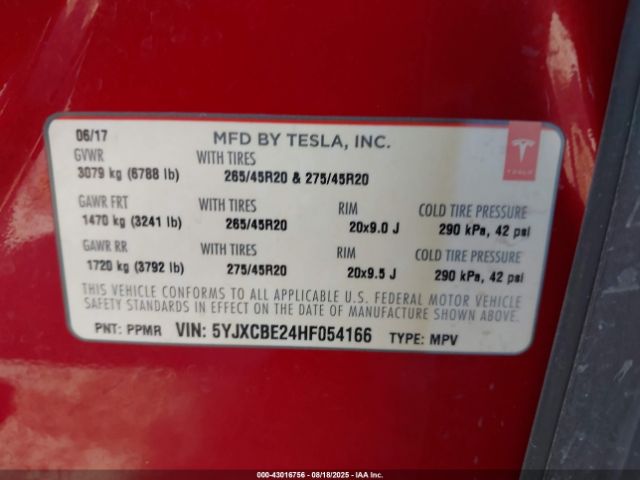 06/17 MFD BY TESLA, INC.
GVWR WITH TIRES
3079 kg (6788 lb) 265/45R20 & 275/45R20
TESLA
GAWR FRT WITH TIRES RIM COLD TIRE PRESSURE
1470 kg (3241 lb) 265/45R20 20x9.0 J 290 kPa, 42 psi
GAWR RR WITH TIRES RIM COLD TIRE PRESSURE
1720 kg (3792 lb) 275/45R20 20x9.5 J 290 kPa, 42 psi
THIS VEHICLE CONFORMS TO ALL APPLICABLE U.S. FEDERAL MOTOR VEHICLE
SAFETY STANDARDS IN EFFECT ON THE DATE OF MANUFACTURE SHOWN ABOVE.
PNT: PPMR VIN: 5YJXCBE24HF054166 TYPE: MPV
000-43016756 - 08/18/2025 - IAA Inc.